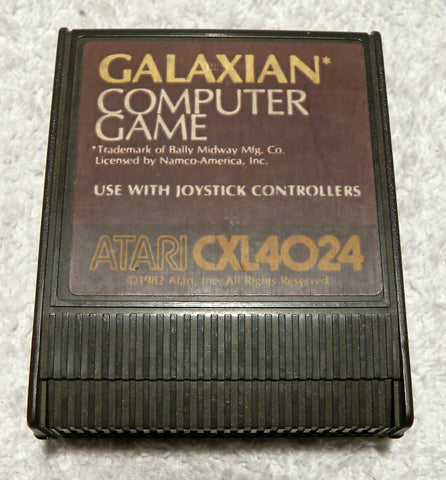 GALAXIAN*
COMPUTER
GAME
*Trademark of Bally Midway Mfg. Co.
Licensed by Namco-America, Inc.
USE WITH JOYSTICK CONTROLLERS
ATARI CXL4024
©1982 Atari, Inc. All Rights Reserved.